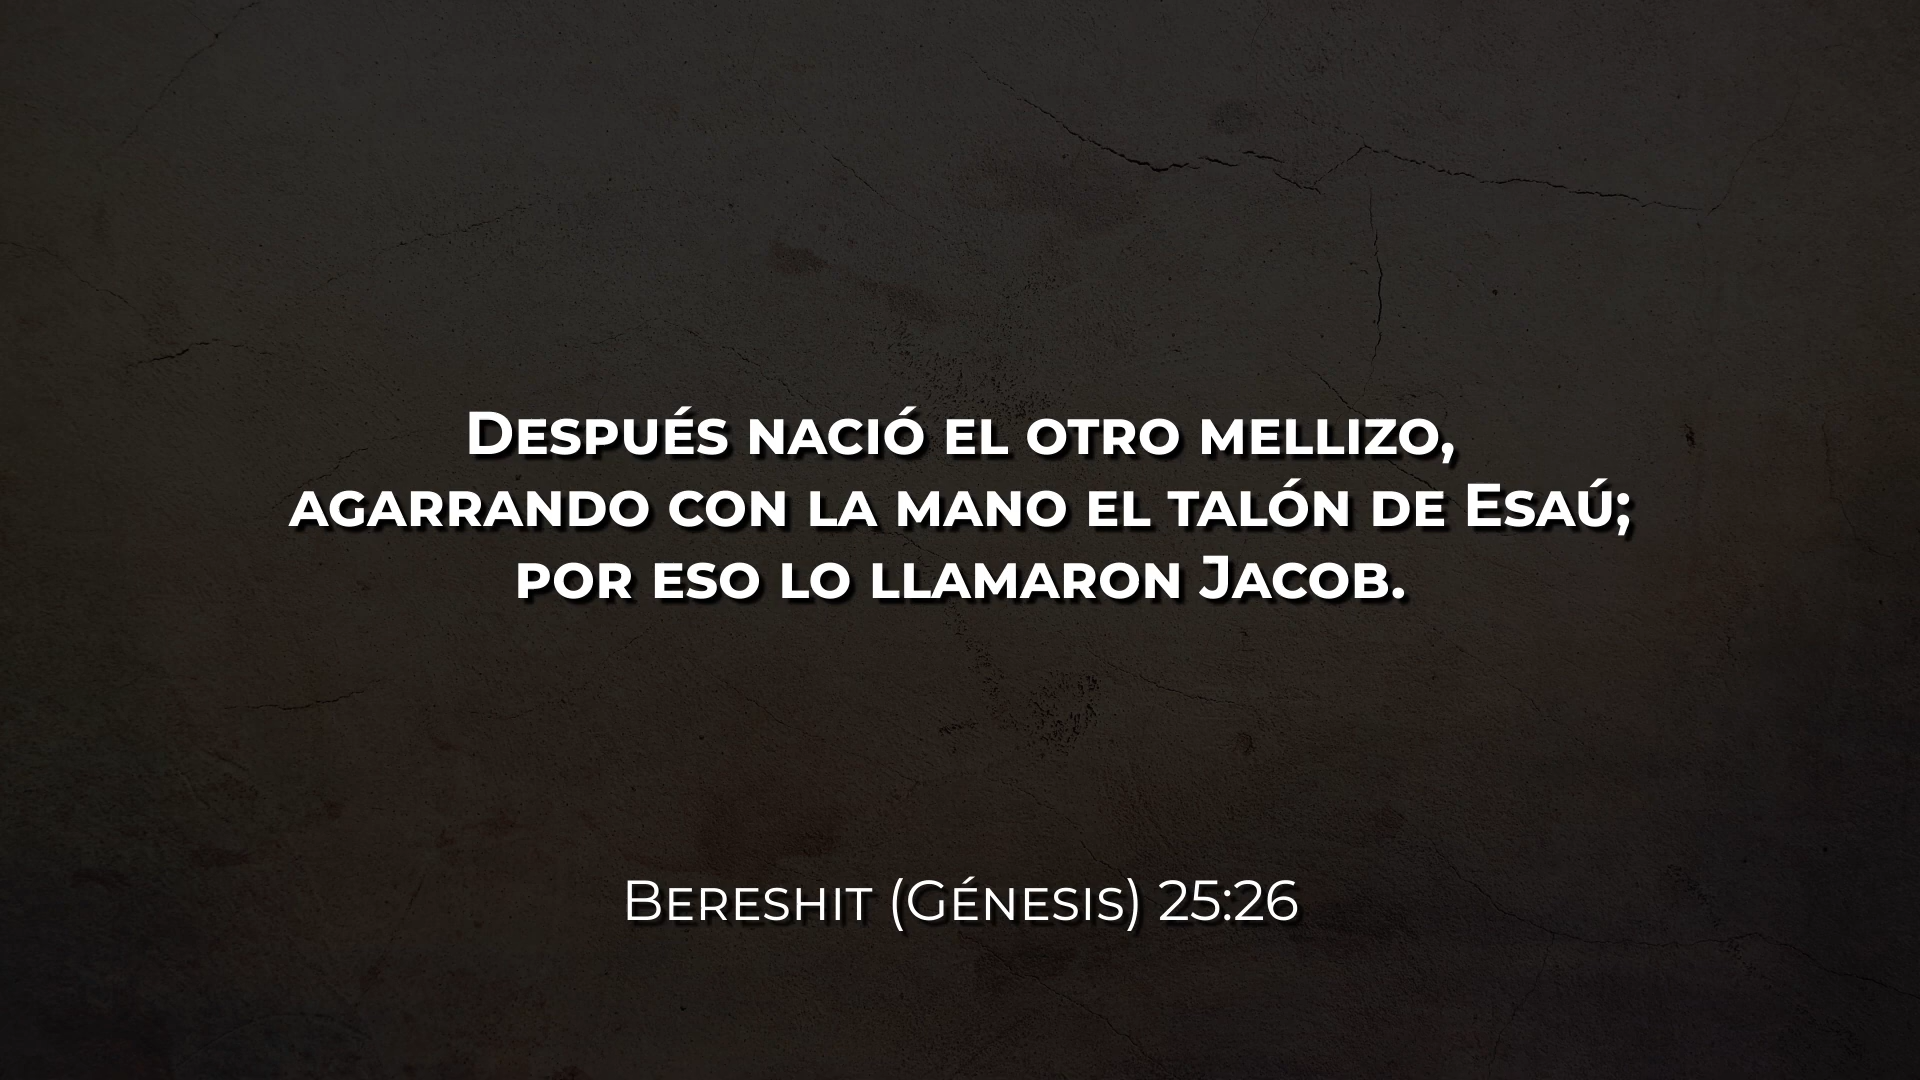 Después nació el otro mellizo,
agarrando con la mano el talón de Esaú;
por eso lo llamaron Jacob.
Bereshit (Génesis) 25:26